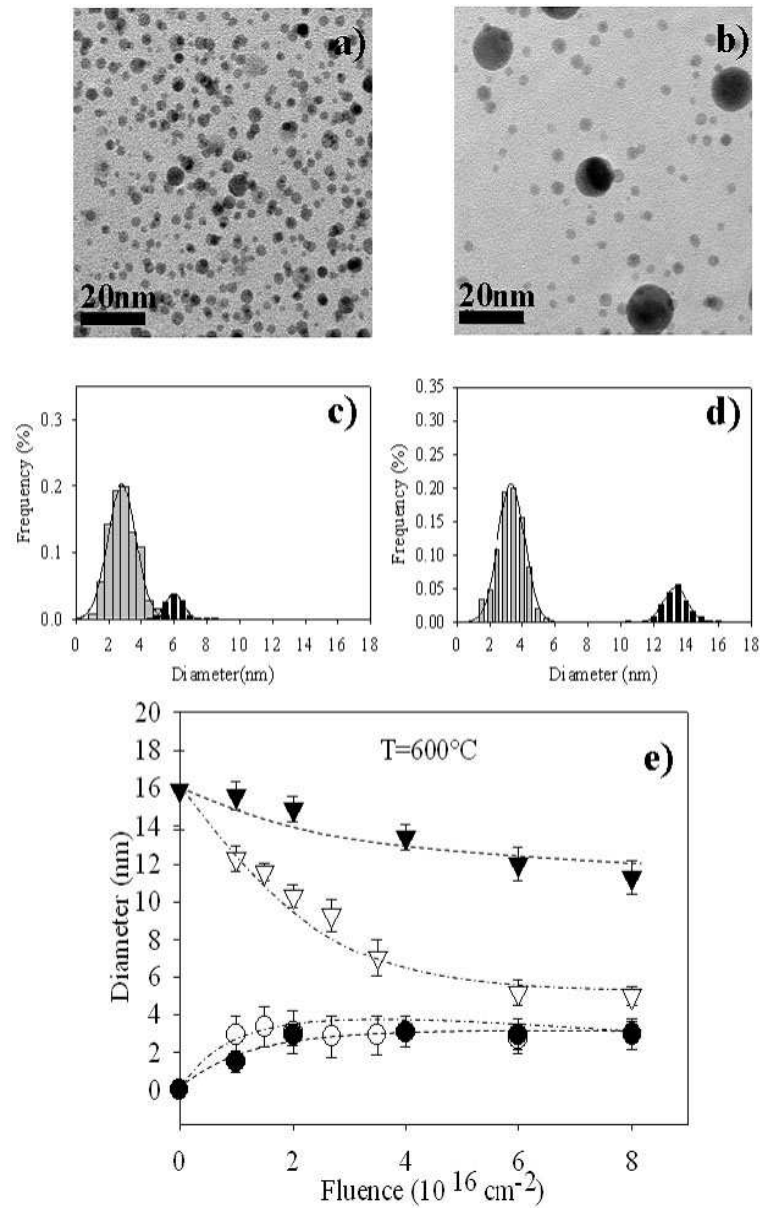 a)
b)
20nm
20nm
c)
Frequency (%)
0.3
0.2
0.1
0.0
0 2 4 6 8 10 12 14 16 18
Diameter(nm)
d)
Frequency (%)
0.35
0.30
0.25
0.20
0.15
0.10
0.05
0.00
0 2 4 6 8 10 12 14 16 18
Diameter (nm)
e)
T=600°C
Diameter (nm)
20
18
16
14
12
10
8
6
4
2
0
0 2 4 6 8
Fluence (10 16 cm-2)